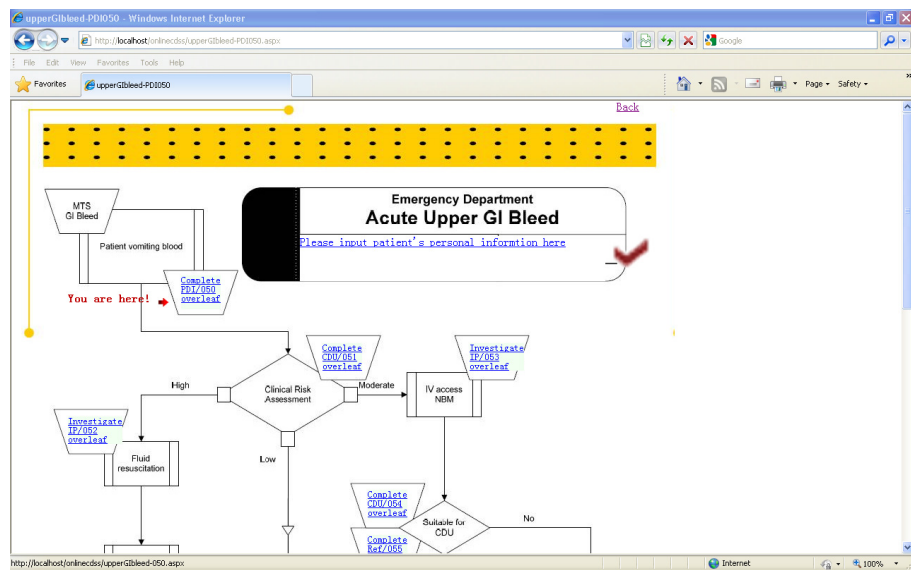 upperGIbleed-PDI050 - Windows Internet Explorer
http://localhost/onlinecdss/upperGIbleed-PDI050.aspx
Google
File Edit View Favorites Tools Help
Favorites
upperGIbleed-PDI050
Page
Safety
»
Back
MTS
GI Bleed
Patient vomiting blood
Emergency Department
Acute Upper GI Bleed
Please input patient's personal informtion here
Complete
PDI/050
overleaf
You are here!
Complete
CDU/051
overleaf
Investigate
IP/053
overleaf
High
Clinical Risk
Assessment
Moderate
IV access
NBM
Investigate
IP/052
overleaf
Fluid
resuscitation
Low
Complete
CDU/054
overleaf
Suitable for
CDU
No
Complete
Ref/055
http://localhost/onlinecdss/upperGIbleed-050.aspx
Internet
100%